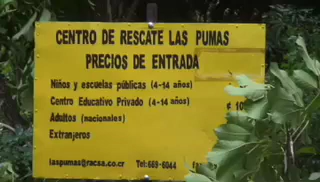 CENTRO DE RESCATE LAS PUMAS
PRECIOS DE ENTRADA
Niños y escuelas públicas (4-14 años)
Centro Educativo Privado (4-14 años)
Adultos (nacionales)
Extranjeros
laspumas@racsa.co.cr Tel:669-6044